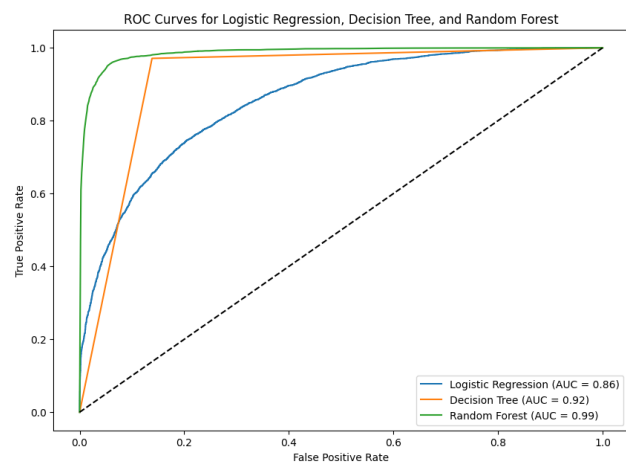 ROC Curves for Logistic Regression, Decision Tree, and Random Forest
True Positive Rate
1.0
0.8
0.6
0.4
0.2
0.0
Logistic Regression (AUC = 0.86)
Decision Tree (AUC = 0.92)
Random Forest (AUC = 0.99)
0.0 0.2 0.4 0.6 0.8 1.0
False Positive Rate